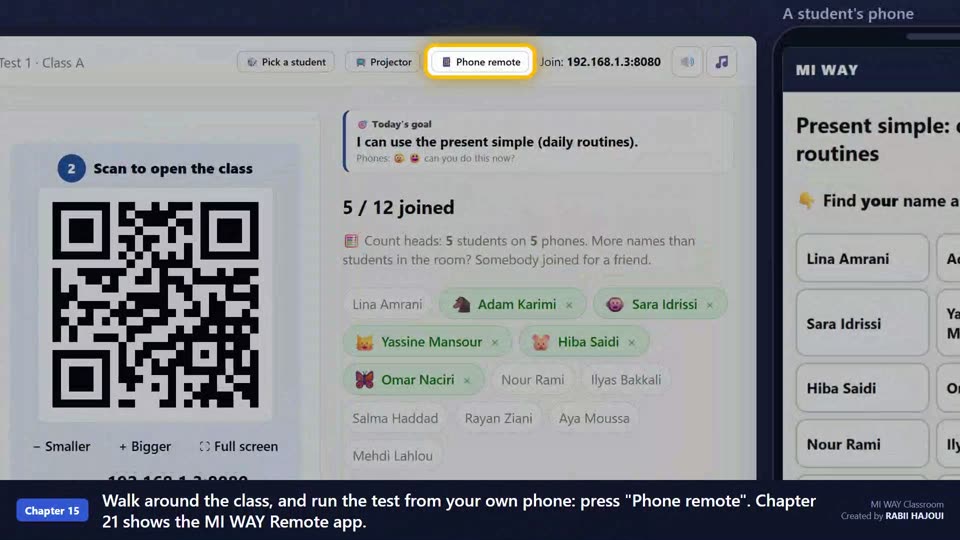 A student's phone
Test 1 · Class A
Pick a student
Projector
Phone remote
Join: 192.168.1.3:8080
2 Scan to open the class
− Smaller
+ Bigger
Full screen
192.168.1.3:8080
Today's goal
I can use the present simple (daily routines).
Phones: can you do this now?
5 / 12 joined
Count heads: 5 students on 5 phones. More names than
students in the room? Somebody joined for a friend.
Lina Amrani
Adam Karimi ×
Sara Idrissi ×
Yassine Mansour ×
Hiba Saidi ×
Omar Naciri ×
Nour Rami
Ilyas Bakkali
Salma Haddad
Rayan Ziani
Aya Moussa
Mehdi Lahlou
MI WAY
Present simple:
routines
Find your name
Lina Amrani
Sara Idrissi
Hiba Saidi
Nour Rami
Chapter 15
Walk around the class, and run the test from your own phone: press "Phone remote". Chapter
21 shows the MI WAY Remote app.
MI WAY Classroom
Created by RABII HAJOUI